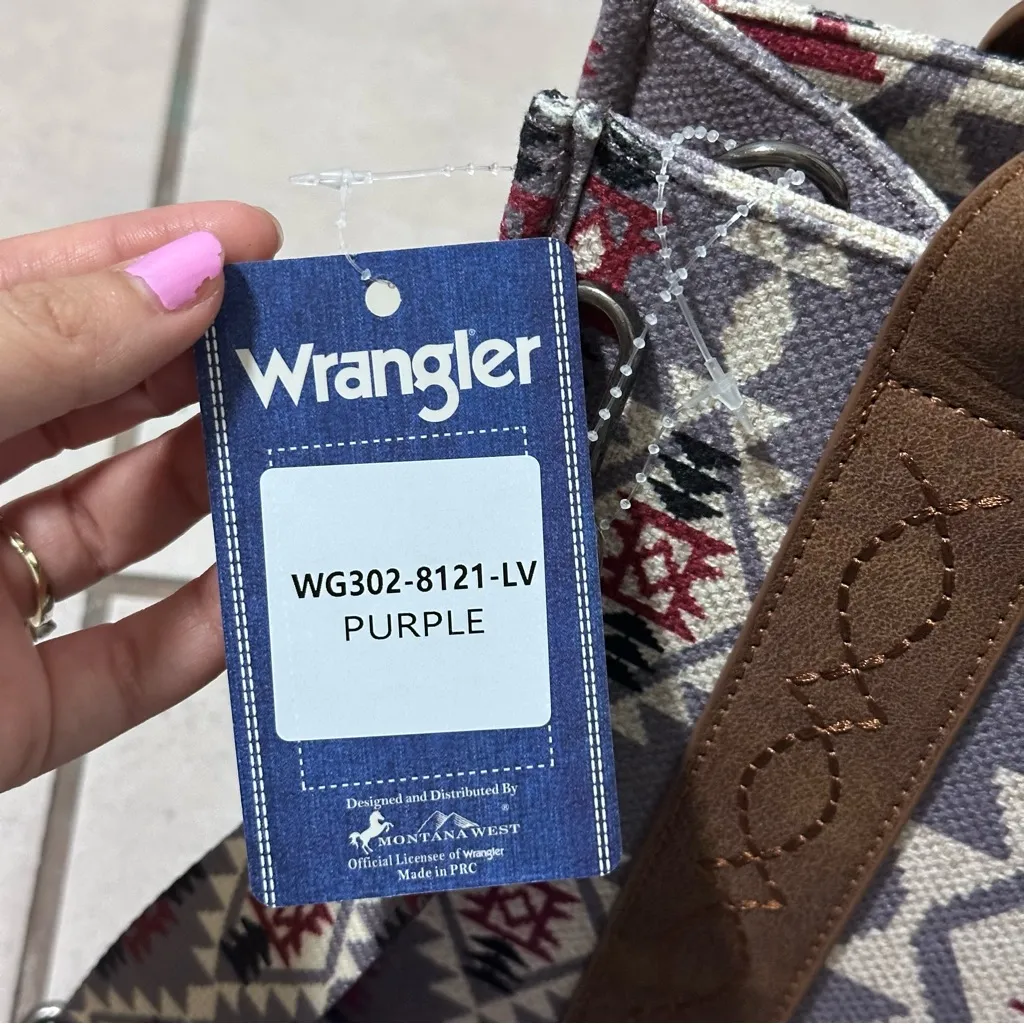 Wrangler®
WG302-8121-LV
PURPLE
Designed and Distributed By
MONTANA WEST®
Official Licensee of Wrangler
Made in PRC